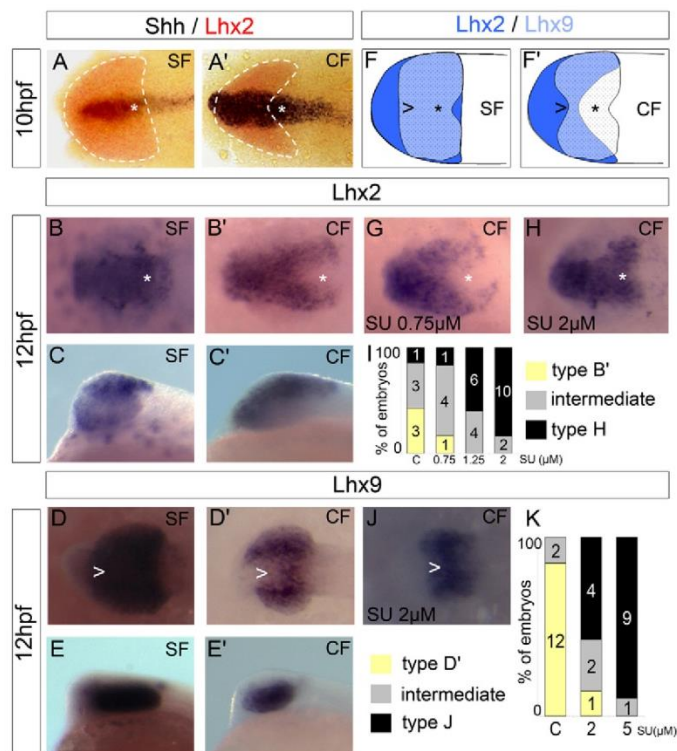 Shh / Lhx2
Lhx2 / Lhx9
10hpf
A SF
*
A' CF
*
F
> * SF
F'
> * CF
Lhx2
12hpf
B SF
*
B' CF
*
G CF
*
SU 0.75µM
H CF
*
SU 2µM
C SF
C' CF
I
% of embryos
100
0
1
3
3
1
4
1
6
4
10
2
C 0.75 1.25 2 SU (µM)
type B'
intermediate
type H
Lhx9
12hpf
D SF
>
D' CF
>
J CF
>
SU 2µM
E SF
E' CF
type D'
intermediate
type J
K
% of embryos
100
0
2
12
4
2
1
9
1
C 2 5 SU(µM)